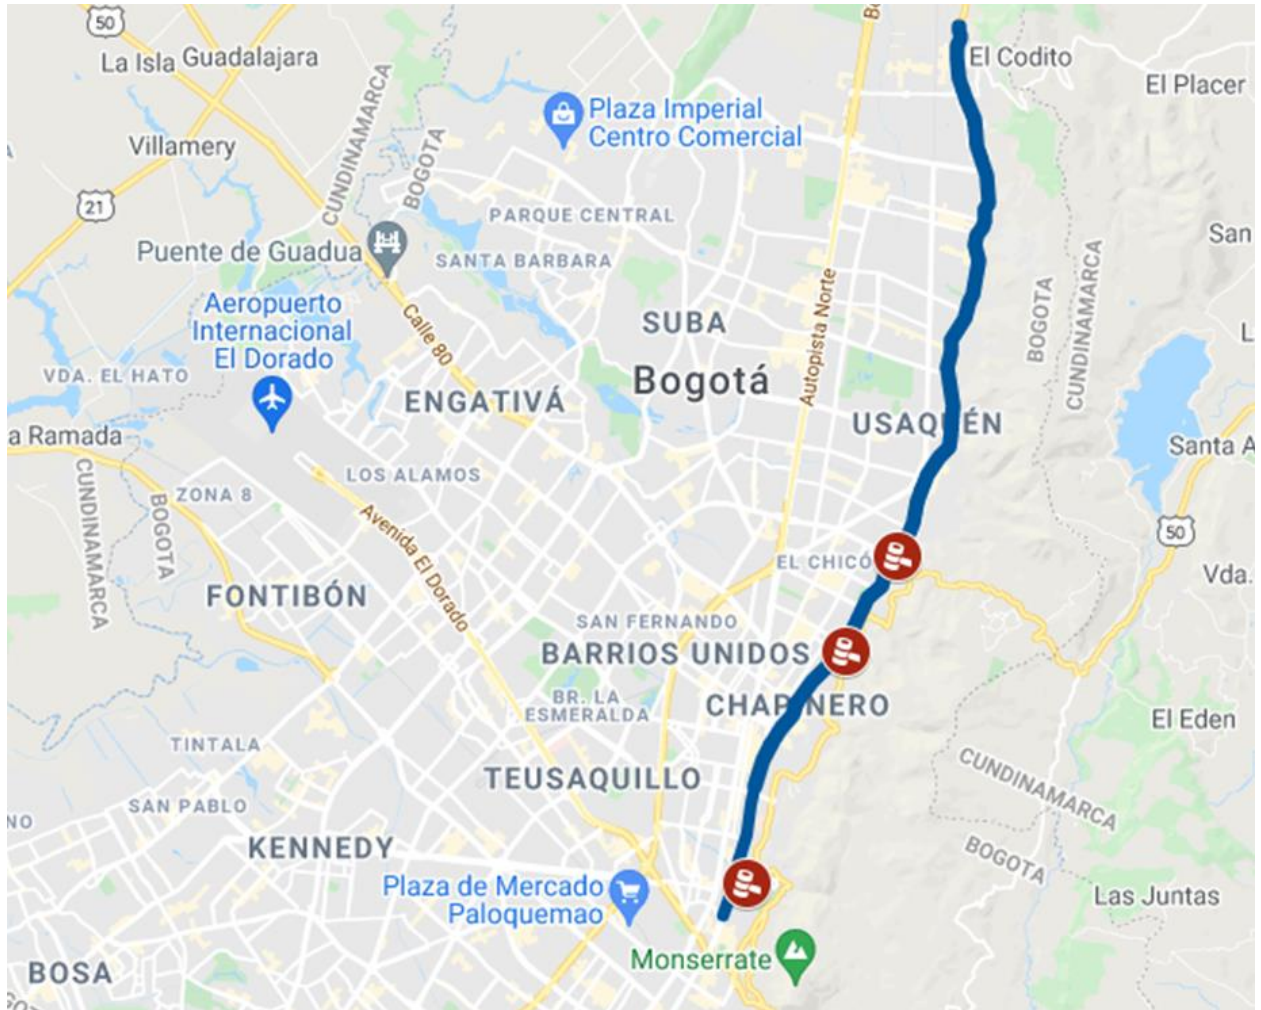 50
La Isla
Guadalajara
El Codito
El Placer
CUNDINAMARCA
BOGOTA
Plaza Imperial
Centro Comercial
Villamery
21
PARQUE CENTRAL
San
Puente de Guadua
SANTA BARBARA
Autopista Norte
BOGOTA
CUNDINAMARCA
Aeropuerto
Internacional
El Dorado
Calle 80
SUBA
VDA. EL HATO
Bogotá
ENGATIVÁ
USAQUÉN
a Ramada
Santa A
CUNDINAMARCA
BOGOTA
ZONA 8
LOS ALAMOS
Avenida El Dorado
50
EL CHICÓ
Vda.
FONTIBÓN
SAN FERNANDO
BARRIOS UNIDOS
BR. LA
ESMERALDA
CHAPINERO
El Eden
TINTALA
CUNDINAMARCA
TEUSAQUILLO
SAN PABLO
NO
KENNEDY
BOGOTA
Plaza de Mercado
Paloquemao
Las Juntas
Monserrate
BOSA